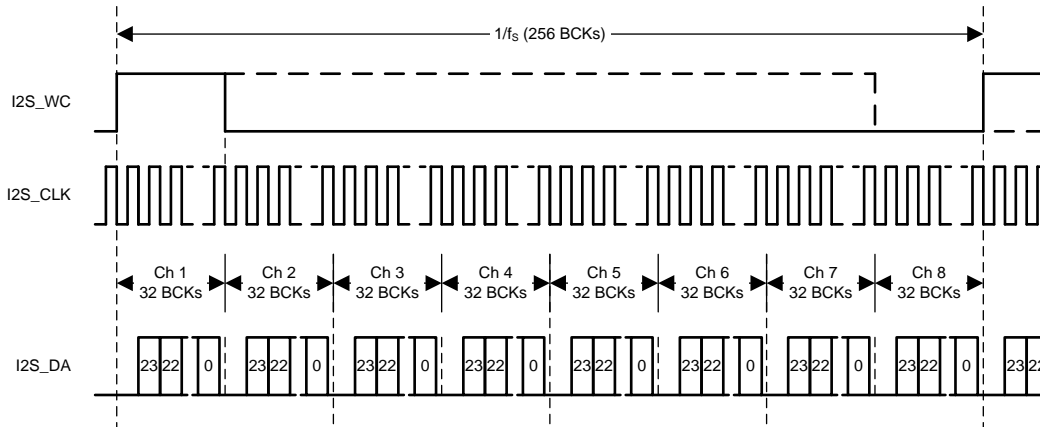 1/fS (256 BCKs)
I2S_WC
I2S_CLK
Ch 1 Ch 2 Ch 3 Ch 4 Ch 5 Ch 6 Ch 7 Ch 8
32 BCKs 32 BCKs 32 BCKs 32 BCKs 32 BCKs 32 BCKs 32 BCKs 32 BCKs
I2S_DA 23 22 0 23 22 0 23 22 0 23 22 0 23 22 0 23 22 0 23 22 0 23 22 0 23 22